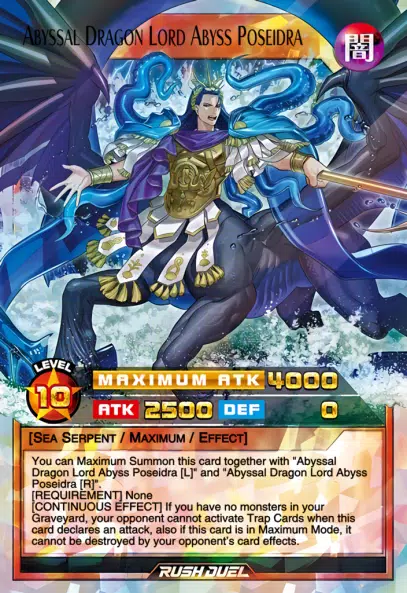 Abyssal Dragon Lord Abyss Poseidra
闇
LEVEL
10
MAXIMUM ATK 4000
ATK 2500 DEF 0
[Sea Serpent / Maximum / Effect]
You can Maximum Summon this card together with "Abyssal
Dragon Lord Abyss Poseidra [L]" and "Abyssal Dragon Lord Abyss
Poseidra [R]".
[REQUIREMENT] None
[CONTINUOUS EFFECT] If you have no monsters in your
Graveyard, your opponent cannot activate Trap Cards when this
card declares an attack, also if this card is in Maximum Mode, it
cannot be destroyed by your opponent's card effects.
RUSH DUEL